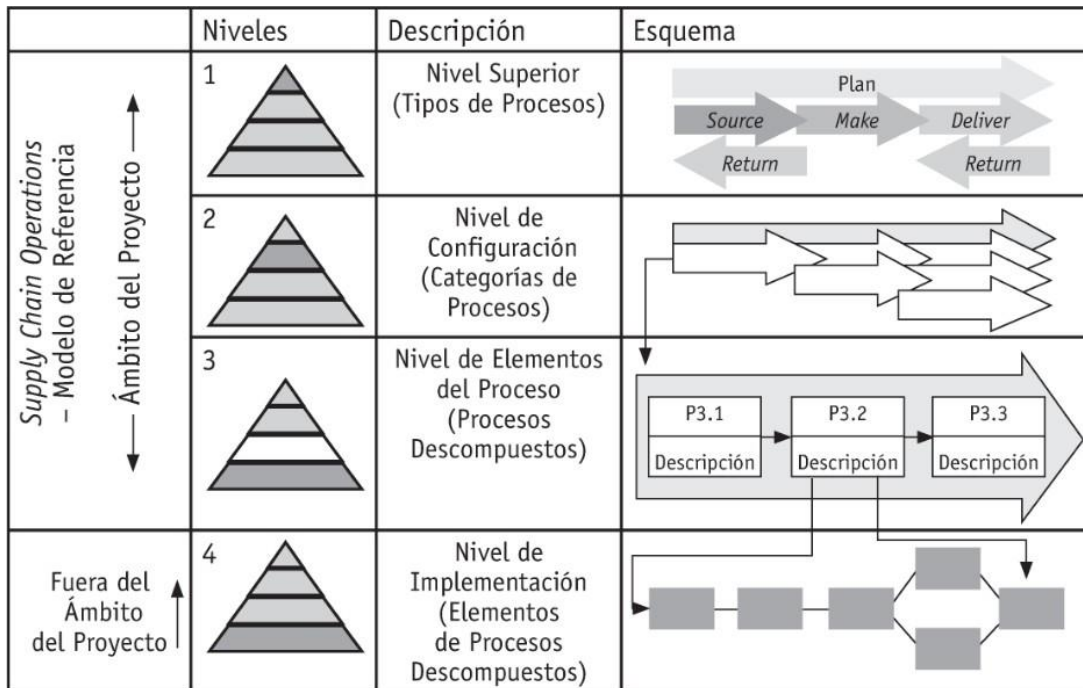 Niveles
Descripción
Esquema
Supply Chain Operations
– Modelo de Referencia
Ámbito del Proyecto
1
Nivel Superior
(Tipos de Procesos)
Plan
Source
Make
Deliver
Return
Return
2
Nivel de
Configuración
(Categorías de
Procesos)
3
Nivel de Elementos
del Proceso
(Procesos
Descompuestos)
P3.1
P3.2
P3.3
Descripción
Descripción
Descripción
Fuera del
Ámbito
del Proyecto
4
Nivel de
Implementación
(Elementos
de Procesos
Descompuestos)